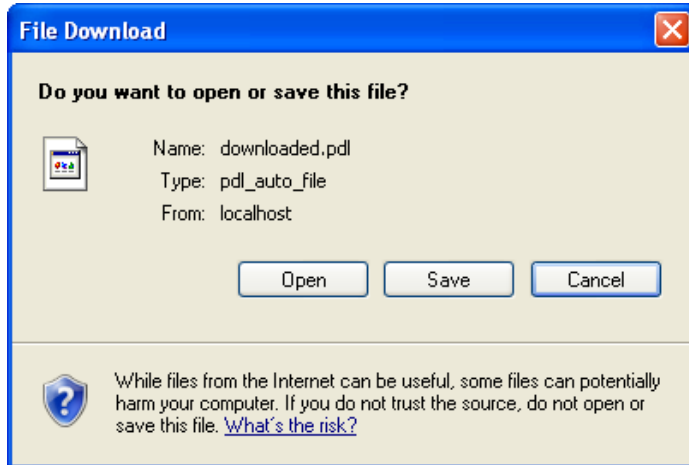 File Download
Do you want to open or save this file?
Name: downloaded.pdl
Type: pdl_auto_file
From: localhost
Open Save Cancel
While files from the Internet can be useful, some files can potentially
harm your computer. If you do not trust the source, do not open or
save this file. What's the risk?